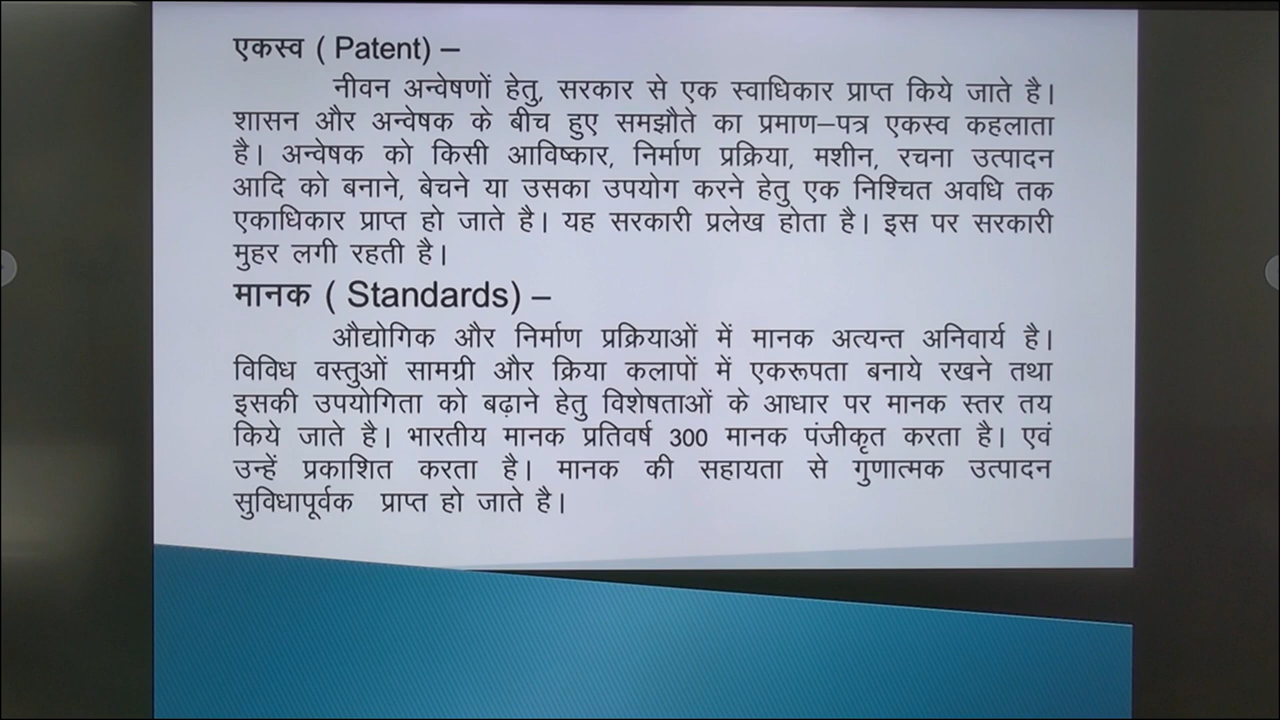 एकस्व ( Patent) –
नीवन अन्वेषणों हेतु, सरकार से एक स्वाधिकार प्राप्त किये जाते है।
शासन और अन्वेषक के बीच हुए समझौते का प्रमाण–पत्र एकस्व कहलाता
है। अन्वेषक को किसी आविष्कार, निर्माण प्रक्रिया, मशीन, रचना उत्पादन
आदि को बनाने, बेचने या उसका उपयोग करने हेतु एक निश्चित अवधि तक
एकाधिकार प्राप्त हो जाते है। यह सरकारी प्रलेख होता है। इस पर सरकारी
मुहर लगी रहती है।
मानक ( Standards) –
औद्योगिक और निर्माण प्रक्रियाओं में मानक अत्यन्त अनिवार्य है।
विविध वस्तुओं सामग्री और क्रिया कलापों में एकरूपता बनाये रखने तथा
इसकी उपयोगिता को बढ़ाने हेतु विशेषताओं के आधार पर मानक स्तर तय
किये जाते है। भारतीय मानक प्रतिवर्ष 300 मानक पंजीकृत करता है। एवं
उन्हें प्रकाशित करता है। मानक की सहायता से गुणात्मक उत्पादन
सुविधापूर्वक प्राप्त हो जाते है।